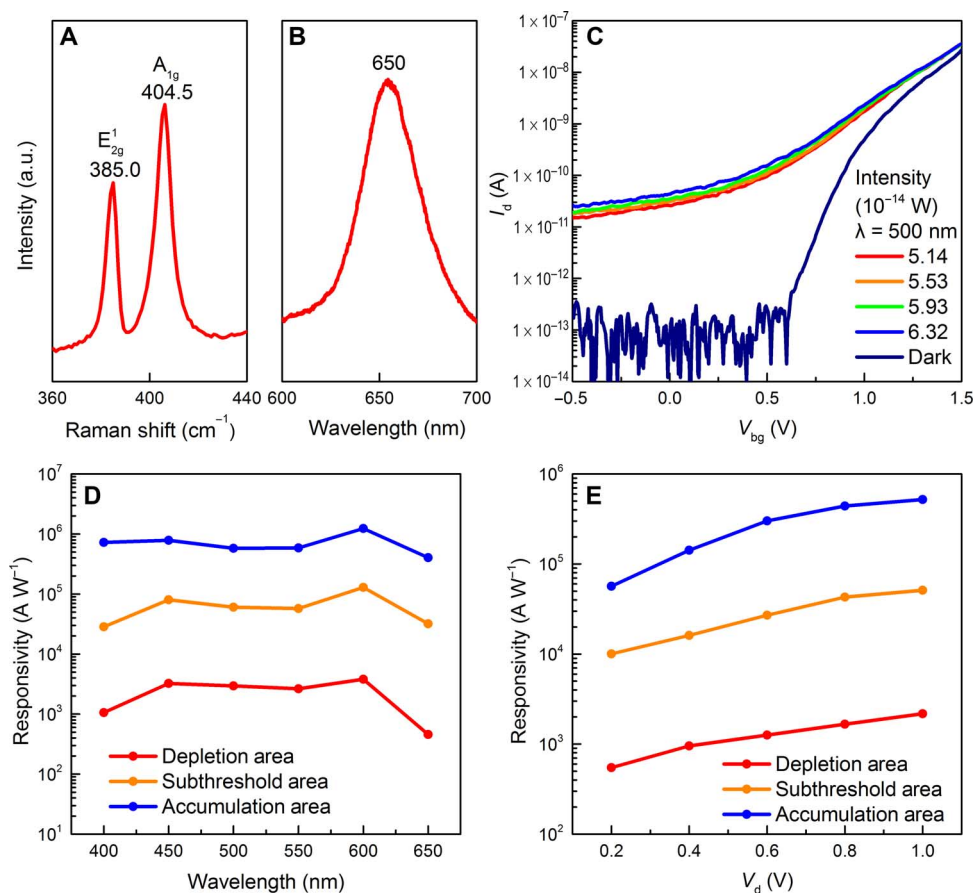 A
A1g
404.5
E¹2g
385.0
Intensity (a.u.)
360 400 440
Raman shift (cm⁻¹)
B
650
600 650 700
Wavelength (nm)
C
1 × 10⁻⁷
1 × 10⁻⁸
1 × 10⁻⁹
1 × 10⁻¹⁰
1 × 10⁻¹¹
1 × 10⁻¹²
1 × 10⁻¹³
1 × 10⁻¹⁴
Id (A)
Intensity
(10⁻¹⁴ W)
λ = 500 nm
5.14
5.53
5.93
6.32
Dark
−0.5 0.0 0.5 1.0 1.5
Vbg (V)
D
10⁷
10⁶
10⁵
10⁴
10³
10²
10¹
Responsivity (A W⁻¹)
Depletion area
Subthreshold area
Accumulation area
400 450 500 550 600 650
Wavelength (nm)
E
10⁶
10⁵
10⁴
10³
10²
Responsivity (A W⁻¹)
Depletion area
Subthreshold area
Accumulation area
0.2 0.4 0.6 0.8 1.0
Vd (V)